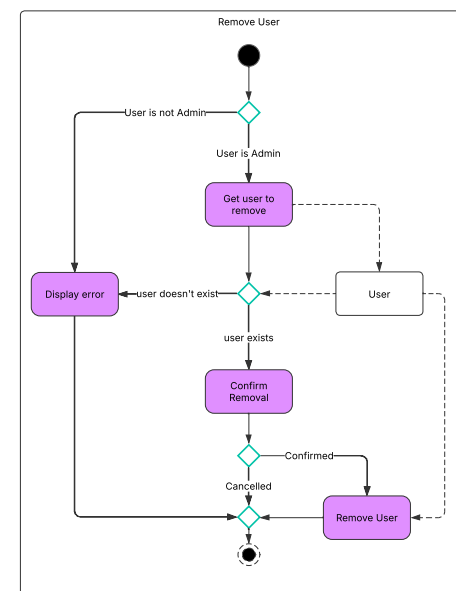 Remove User
User is not Admin
User is Admin
Get user to
remove
Display error
user doesn't exist
User
user exists
Confirm
Removal
Confirmed
Cancelled
Remove User